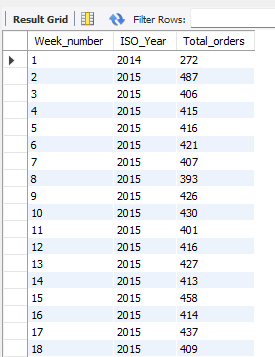 Result Grid Filter Rows:
Week_number ISO_Year Total_orders
1 2014 272
2 2015 487
3 2015 406
4 2015 415
5 2015 416
6 2015 421
7 2015 407
8 2015 393
9 2015 426
10 2015 430
11 2015 401
12 2015 416
13 2015 427
14 2015 413
15 2015 458
16 2015 414
17 2015 437
18 2015 409